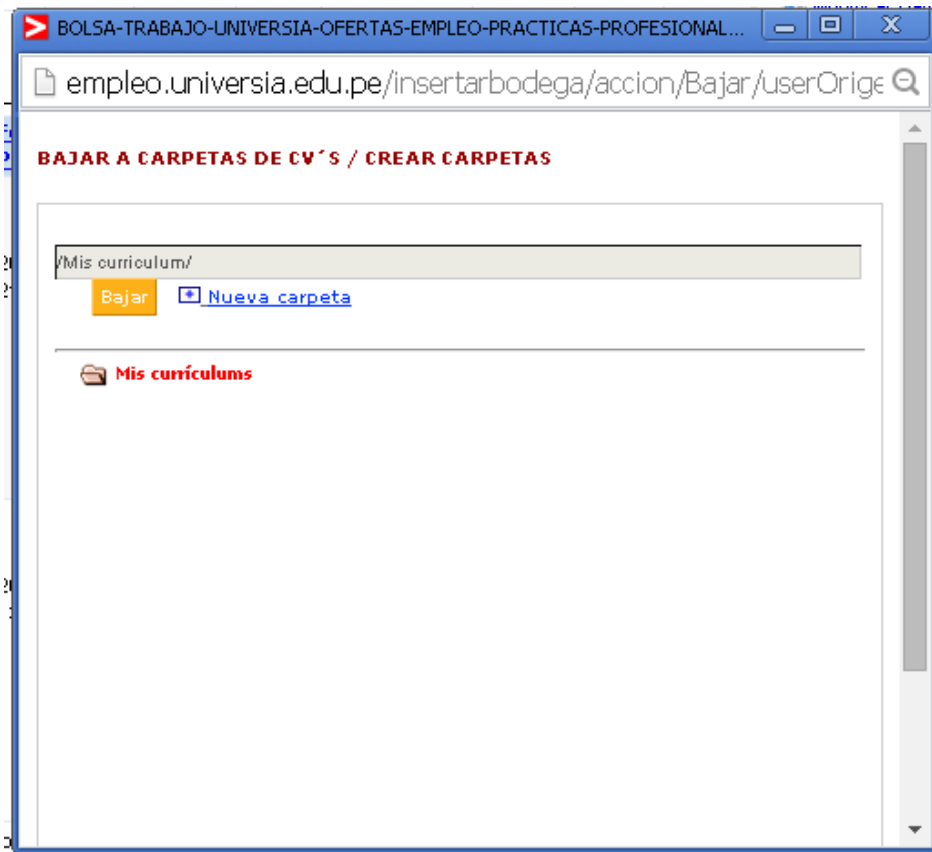 BOLSA-TRABAJO-UNIVERSIA-OFERTAS-EMPLEO-PRACTICAS-PROFESIONAL...
empleo.universia.edu.pe/insertarbodega/accion/Bajar/userOrige
BAJAR A CARPETAS DE CV´S / CREAR CARPETAS
/Mis curriculum/
Bajar
Nueva carpeta
Mis currículums